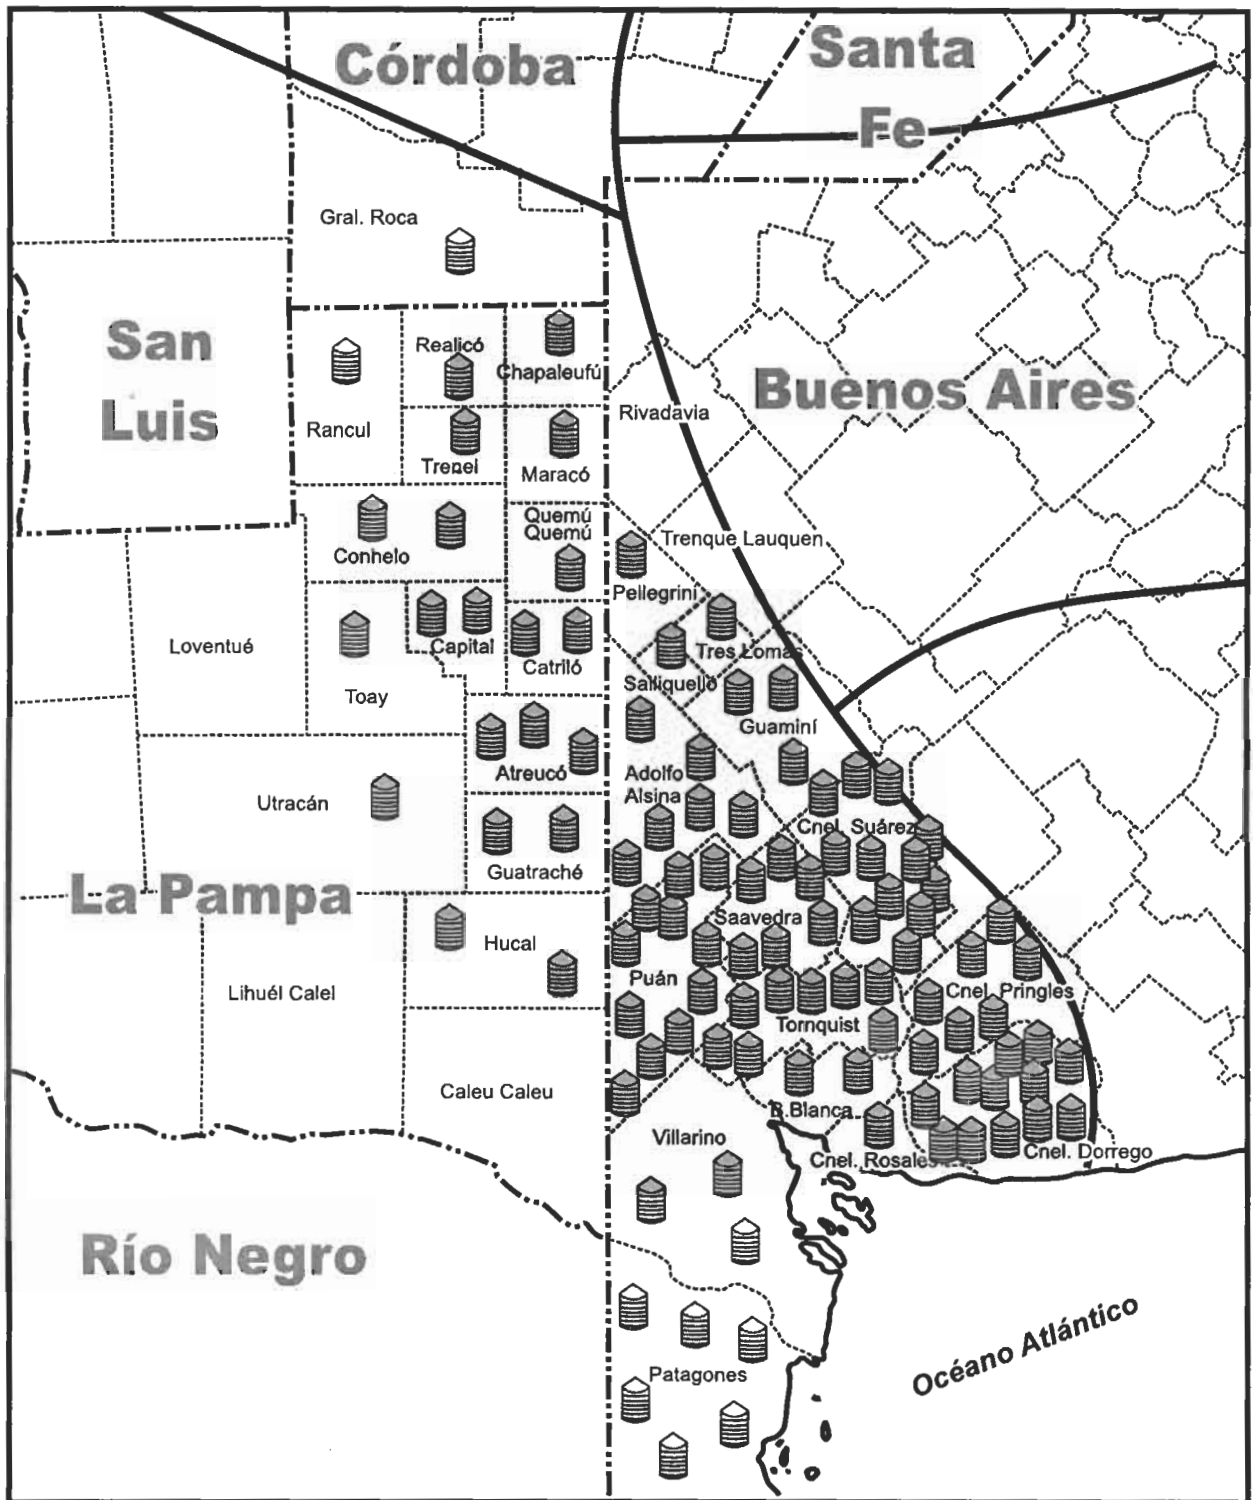 Córdoba
Santa
Fe
Gral. Roca
San
Luis
Realicó
Chapaleufú
Buenos Aires
Rancul
Rivadavia
Trenel
Maracó
Quemú
Quemú
Conhelo
Trenque Lauquen
Pellegrini
Loventué
Capital
Catriló
Tres Lomas
Salliqueló
Toay
Guaminí
Atreucó
Adolfo
Alsina
Utracán
Cnel. Suárez
Guatraché
La Pampa
Saavedra
Hucal
Puán
Lihuél Calel
Cnel. Pringles
Tornquist
Caleu Caleu
B.Blanca
Villarino
Cnel. Rosales
Cnel. Dorrego
Río Negro
Océano Atlántico
Patagones